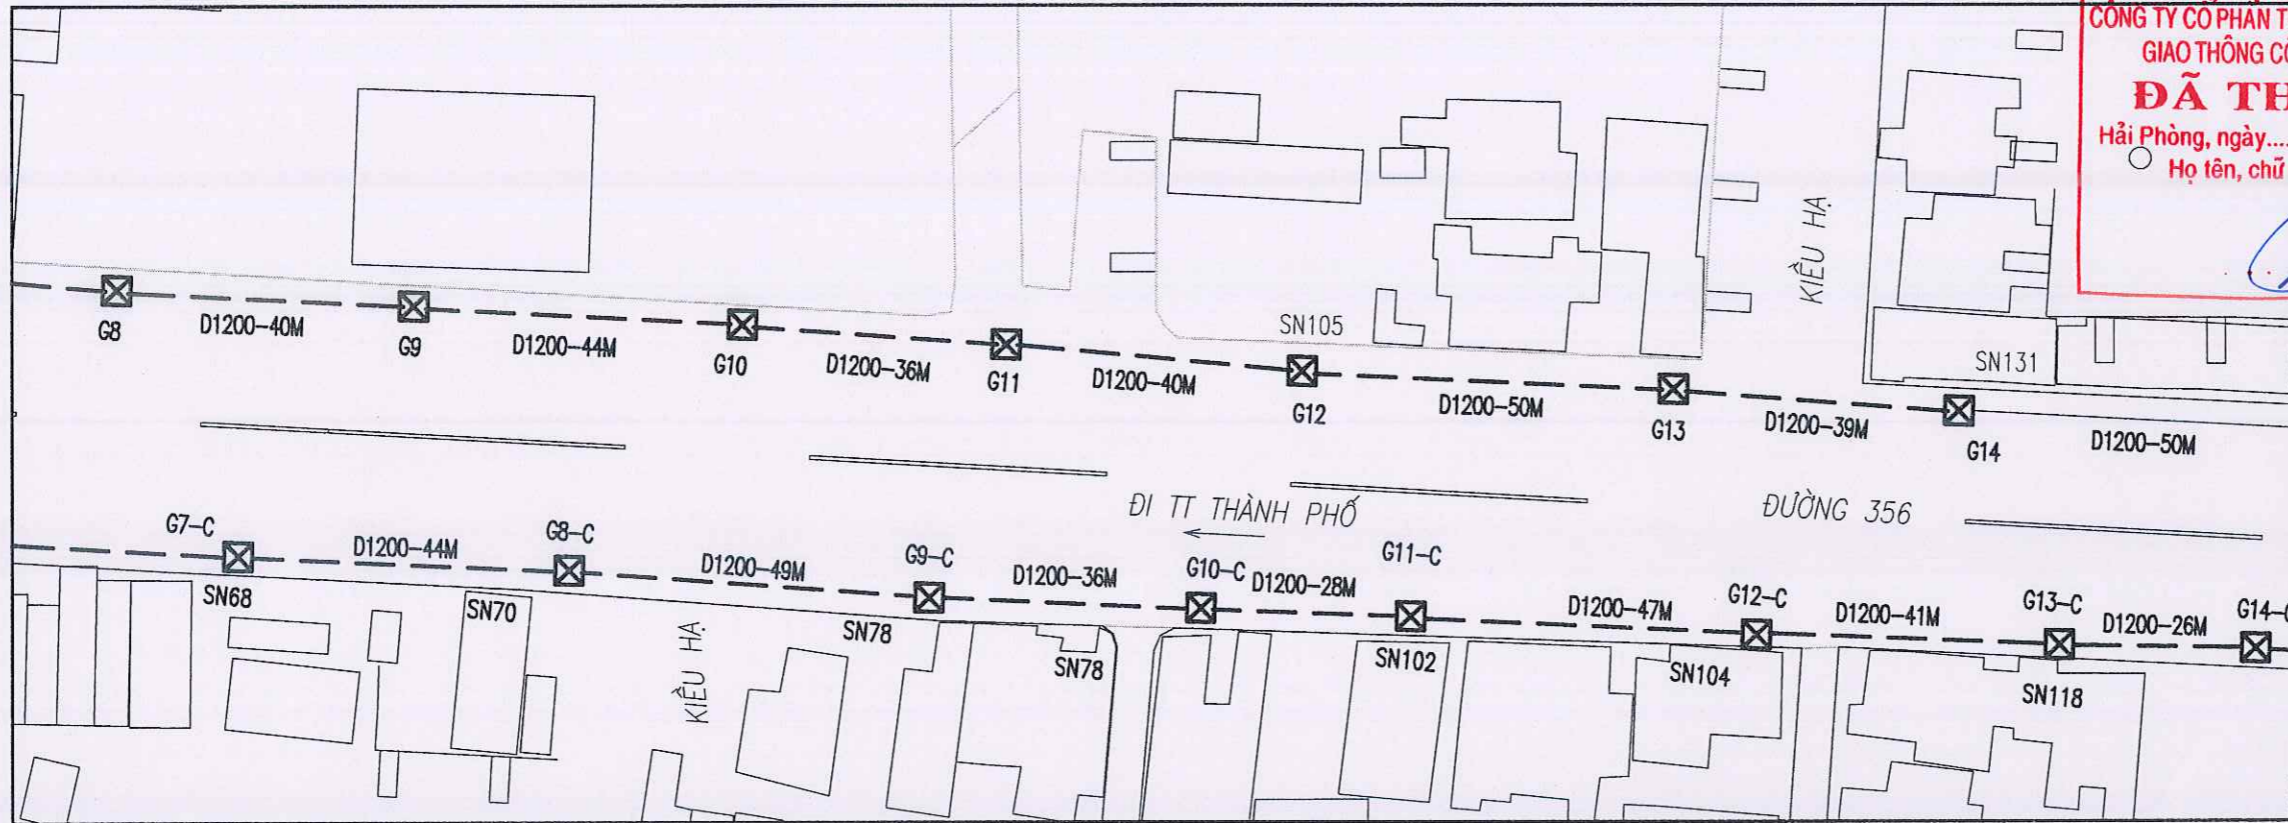 CÔNG TY CỔ PHẦN T
GIAO THÔNG CÔ
ĐÃ TH
Hải Phòng, ngày....
Họ tên, chữ
KIỀU HẠ
SN105
SN131
G8
D1200-40M
G9
D1200-44M
G10
D1200-36M
G11
D1200-40M
G12
D1200-50M
G13
D1200-39M
G14
D1200-50M
ĐI TT THÀNH PHỐ
ĐƯỜNG 356
G7-C
D1200-44M
G8-C
D1200-49M
G9-C
D1200-36M
G10-C
D1200-28M
G11-C
D1200-47M
G12-C
D1200-41M
G13-C
D1200-26M
G14-C
SN68
SN70
KIỀU HẠ
SN78
SN78
SN102
SN104
SN118